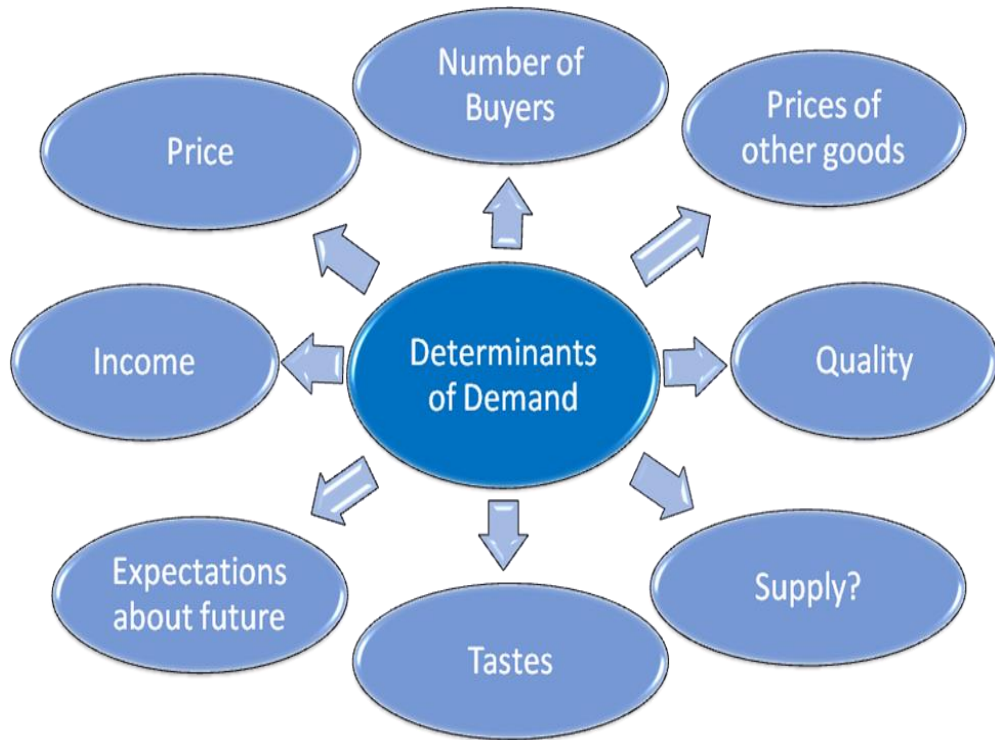 Number of
Buyers
Prices of
other goods
Price
Determinants
of Demand
Income
Quality
Expectations
about future
Supply?
Tastes